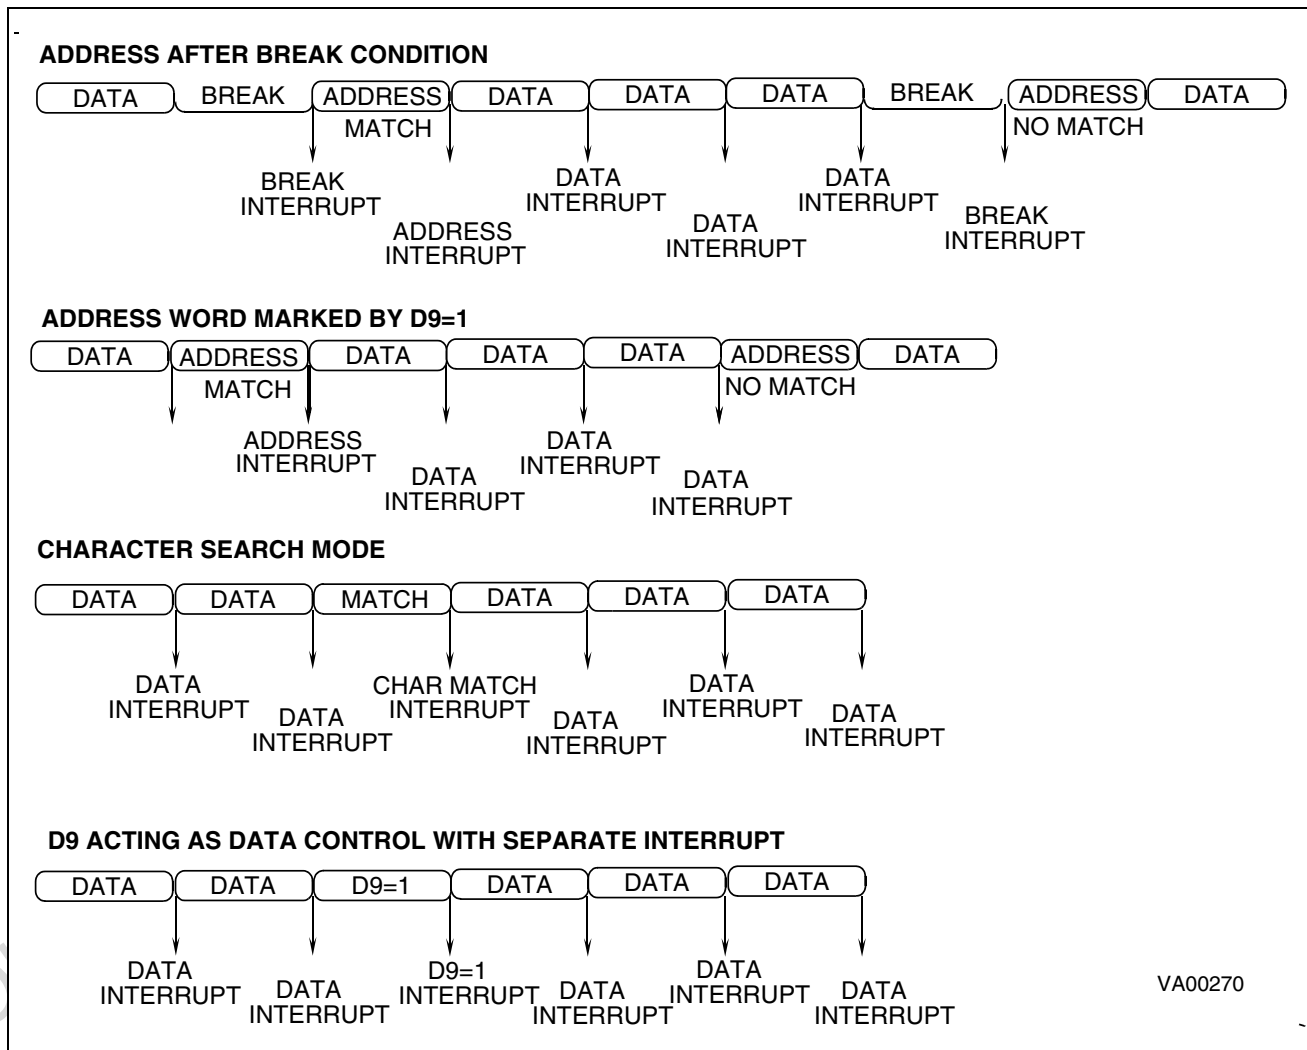 ADDRESS AFTER BREAK CONDITION
DATA BREAK ADDRESS DATA DATA DATA BREAK ADDRESS DATA
MATCH NO MATCH
BREAK
INTERRUPT
ADDRESS
INTERRUPT
DATA
INTERRUPT
DATA
INTERRUPT
DATA
INTERRUPT
BREAK
INTERRUPT
ADDRESS WORD MARKED BY D9=1
DATA ADDRESS DATA DATA DATA ADDRESS DATA
MATCH NO MATCH
ADDRESS
INTERRUPT
DATA
INTERRUPT
DATA
INTERRUPT
DATA
INTERRUPT
CHARACTER SEARCH MODE
DATA DATA MATCH DATA DATA DATA
DATA
INTERRUPT
DATA
INTERRUPT
CHAR MATCH
INTERRUPT
DATA
INTERRUPT
DATA
INTERRUPT
DATA
INTERRUPT
D9 ACTING AS DATA CONTROL WITH SEPARATE INTERRUPT
DATA DATA D9=1 DATA DATA DATA
DATA
INTERRUPT
DATA
INTERRUPT
D9=1
INTERRUPT
DATA
INTERRUPT
DATA
INTERRUPT
DATA
INTERRUPT
VA00270